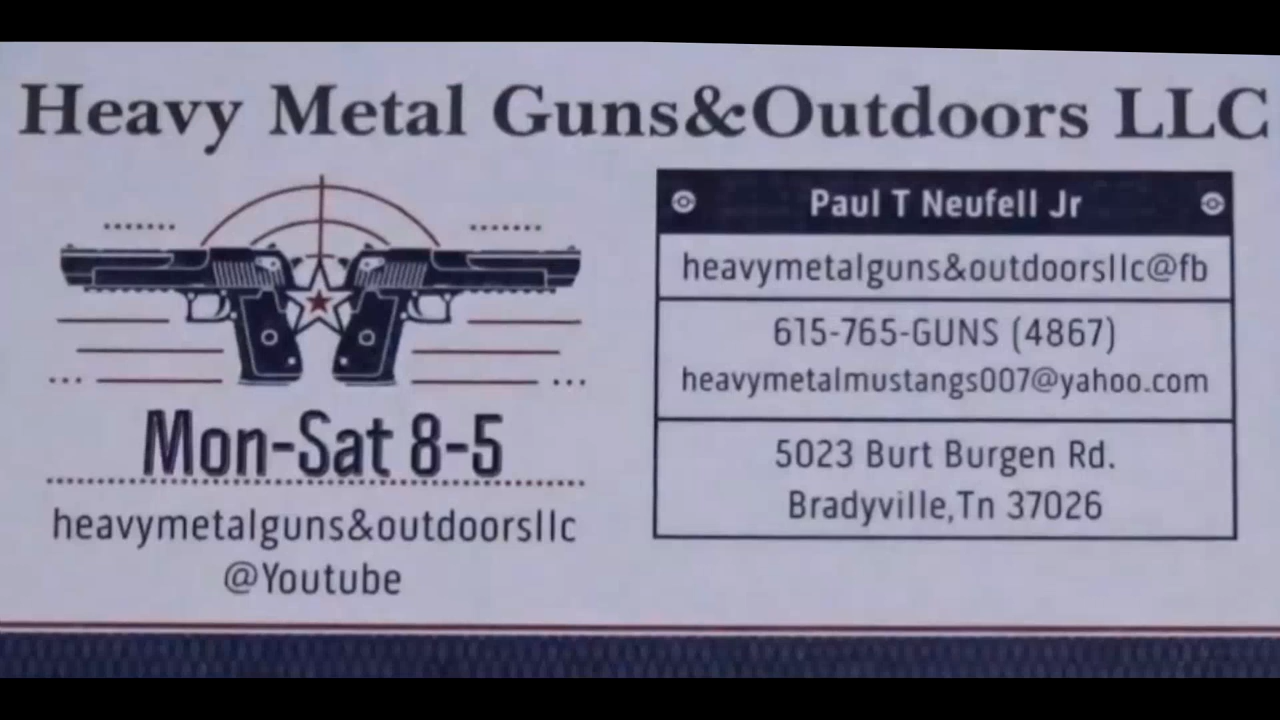 Heavy Metal Guns&Outdoors LLC
Mon-Sat 8-5
heavymetalguns&outdoorsllc
@Youtube
Paul T Neufell Jr
heavymetalguns&outdoorsllc@fb
615-765-GUNS (4867)
heavymetalmustangs007@yahoo.com
5023 Burt Burgen Rd.
Bradyville,Tn 37026